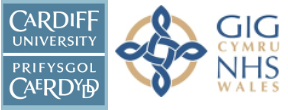 CARDIFF
UNIVERSITY
PRIFYSGOL
CAERDYDD
GIG
CYMRU
NHS
WALES